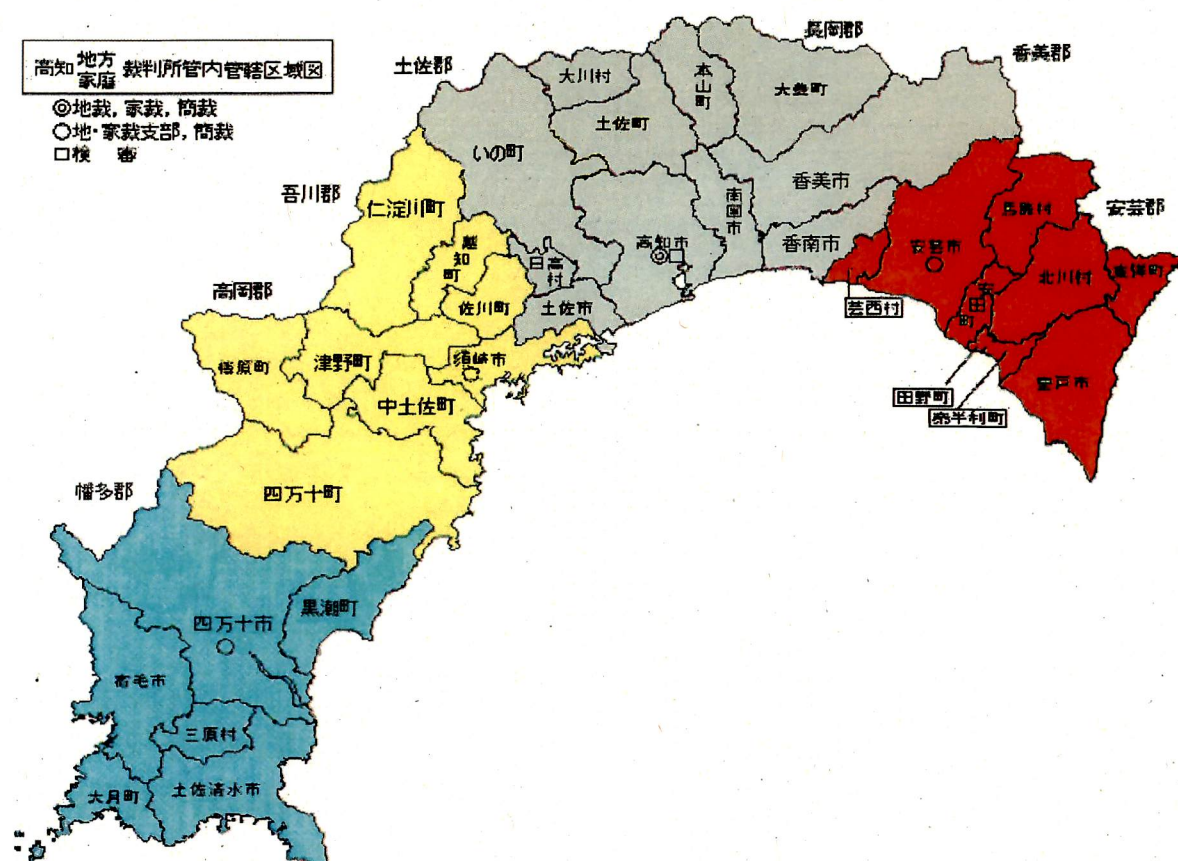 高知 地方 家庭 裁判所管内管轄区域図
◎地裁，家裁，簡裁
○地・家裁支部，簡裁
□検　審
長岡郡
香美郡
土佐郡
大川村
本山町
大豊町
土佐町
いの町
吾川郡
香美市
仁淀川町
南国市
馬路村
安芸郡
越知町
高知市
香南市
安芸市
日高村
北川村
東洋町
高岡郡
佐川町
土佐市
安田町
芸西村
津野町
須崎市
梼原町
中土佐町
田野町
室戸市
奈半利町
幡多郡
四万十町
黒潮町
四万十市
宿毛市
三原村
大月町
土佐清水市